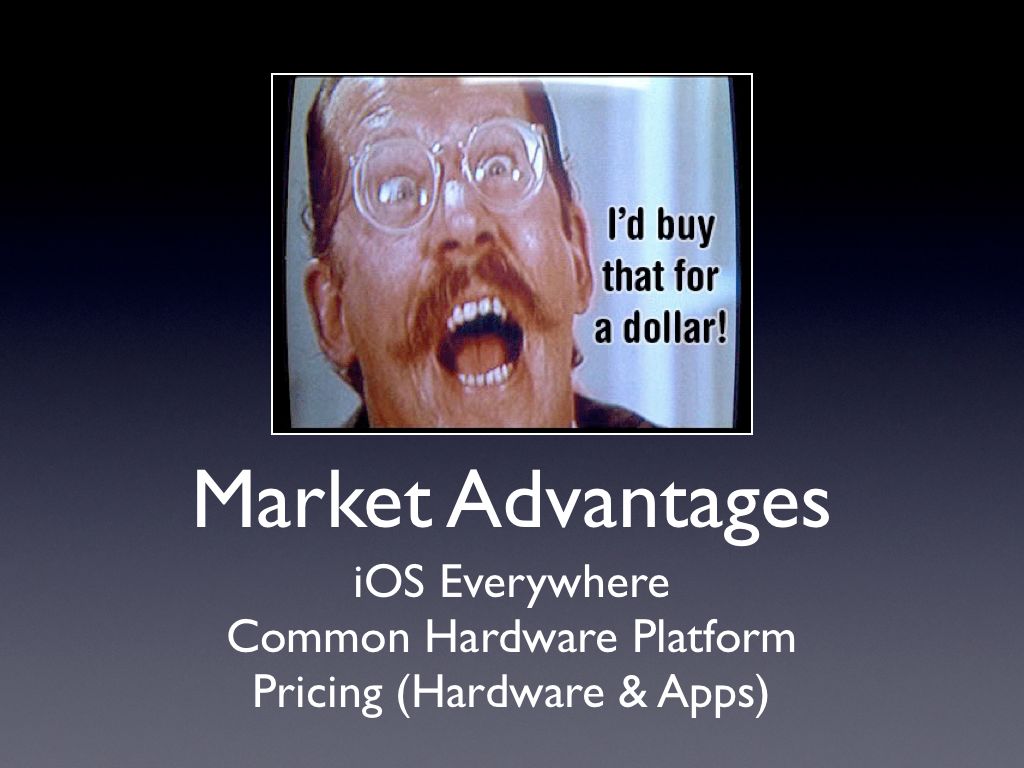 I’d buy
that for
a dollar!
Market Advantages
iOS Everywhere
Common Hardware Platform
Pricing (Hardware & Apps)